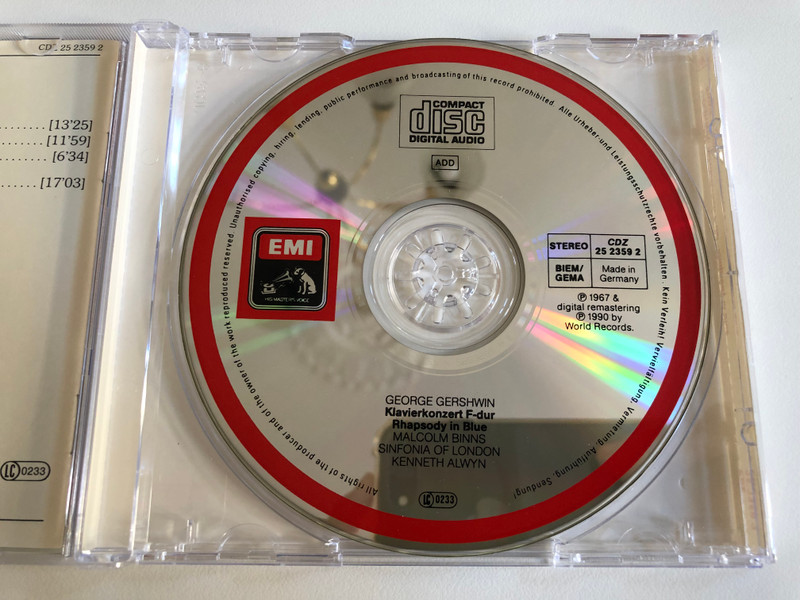 CDZ 25 2359 2
[13'25]
[11'59]
[6'34]
[17'03]
LC 0233
All rights of the producer and of the owner of the work reproduced reserved. Unauthorised copying, hiring, lending, public performance and broadcasting of this record prohibited. Alle Urheber- und Leistungsschutzrechte vorbehalten. Kein Verleih! Vervielfältigung, Vermietung, Aufführung, Sendung!
COMPACT
disc
DIGITAL AUDIO
ADD
EMI
HIS MASTER'S VOICE
STEREO
CDZ
25 2359 2
BIEM/
GEMA
Made in
Germany
℗ 1967 &
digital remastering
℗ 1990 by
World Records.
GEORGE GERSHWIN
Klavierkonzert F-dur
Rhapsody in Blue
MALCOLM BINNS
SINFONIA OF LONDON
KENNETH ALWYN
LC 0233